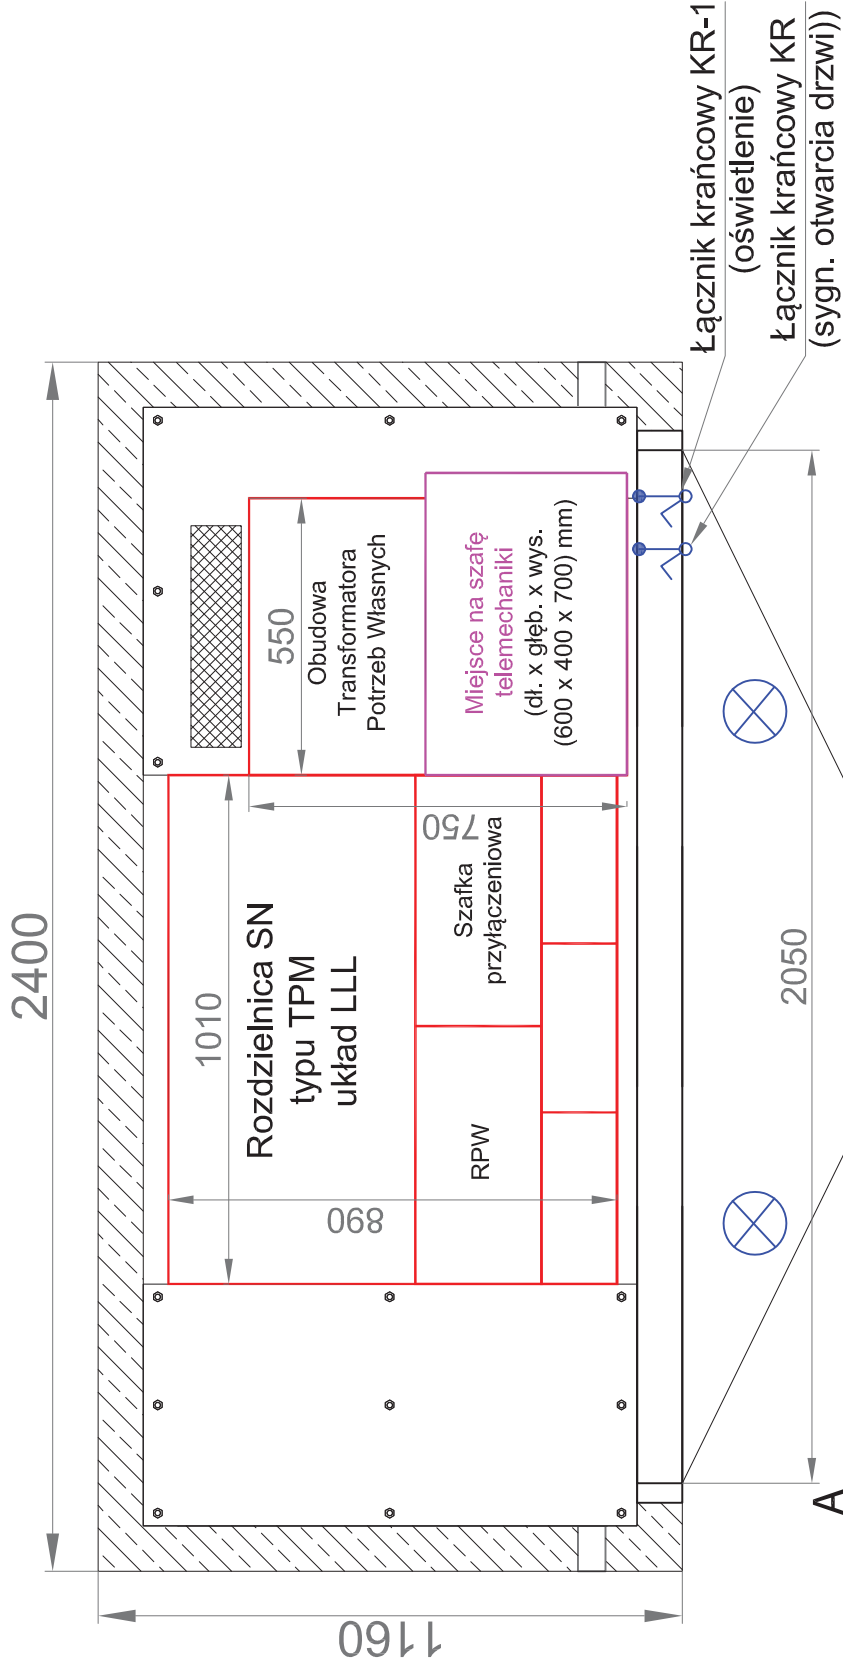 2400
1160
Rozdzielnica SN
typu TPM
układ LLL
1010
890
RPW
Szafka
przyłączeniowa
750
550
Obudowa
Transformatora
Potrzeb Własnych
Miejsce na szafę
telemechaniki
(dł. x głęb. x wys.
(600 x 400 x 700) mm)
2050
A
Łącznik krańcowy KR-1
(oświetlenie)
Łącznik krańcowy KR
(sygn. otwarcia drzwi))